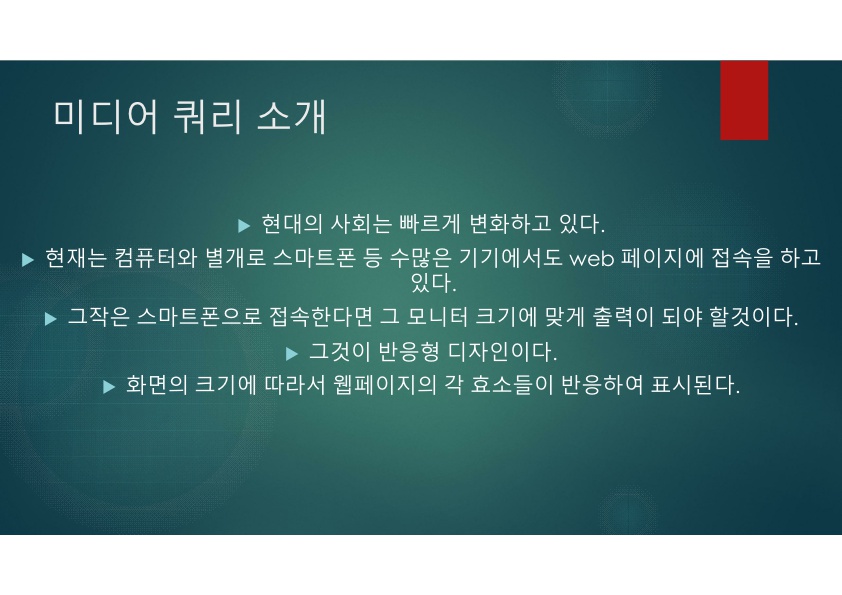 미디어 쿼리 소개
현대의 사회는 빠르게 변화하고 있다.
현재는 컴퓨터와 별개로 스마트폰 등 수많은 기기에서도 web 페이지에 접속을 하고
있다.
그작은 스마트폰으로 접속한다면 그 모니터 크기에 맞게 출력이 되야 할것이다.
그것이 반응형 디자인이다.
화면의 크기에 따라서 웹페이지의 각 효소들이 반응하여 표시된다.